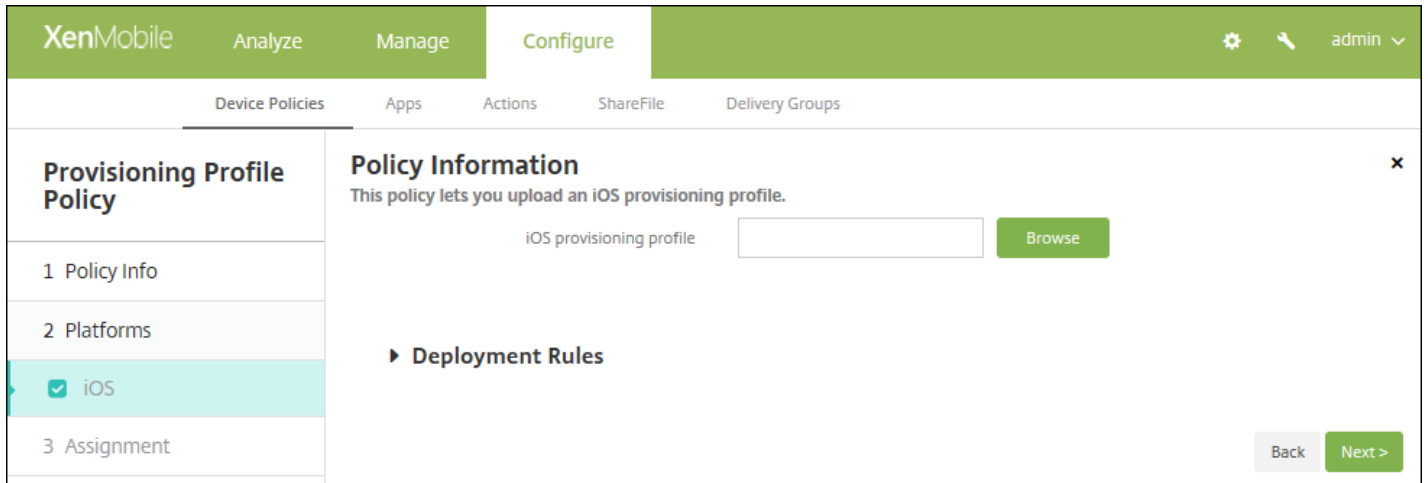 XenMobile Analyze Manage Configure admin
Device Policies Apps Actions ShareFile Delivery Groups
Provisioning Profile
Policy
1 Policy Info
2 Platforms
iOS
3 Assignment
Policy Information
This policy lets you upload an iOS provisioning profile.
iOS provisioning profile Browse
Deployment Rules
Back Next >